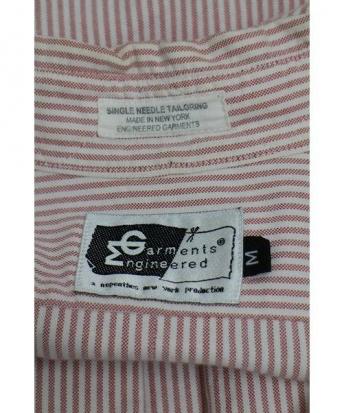 SINGLE NEEDLE TAILORING
MADE IN NEW YORK
ENGINEERED GARMENTS
Garments®
Engineered
a nepenthes new york production
M